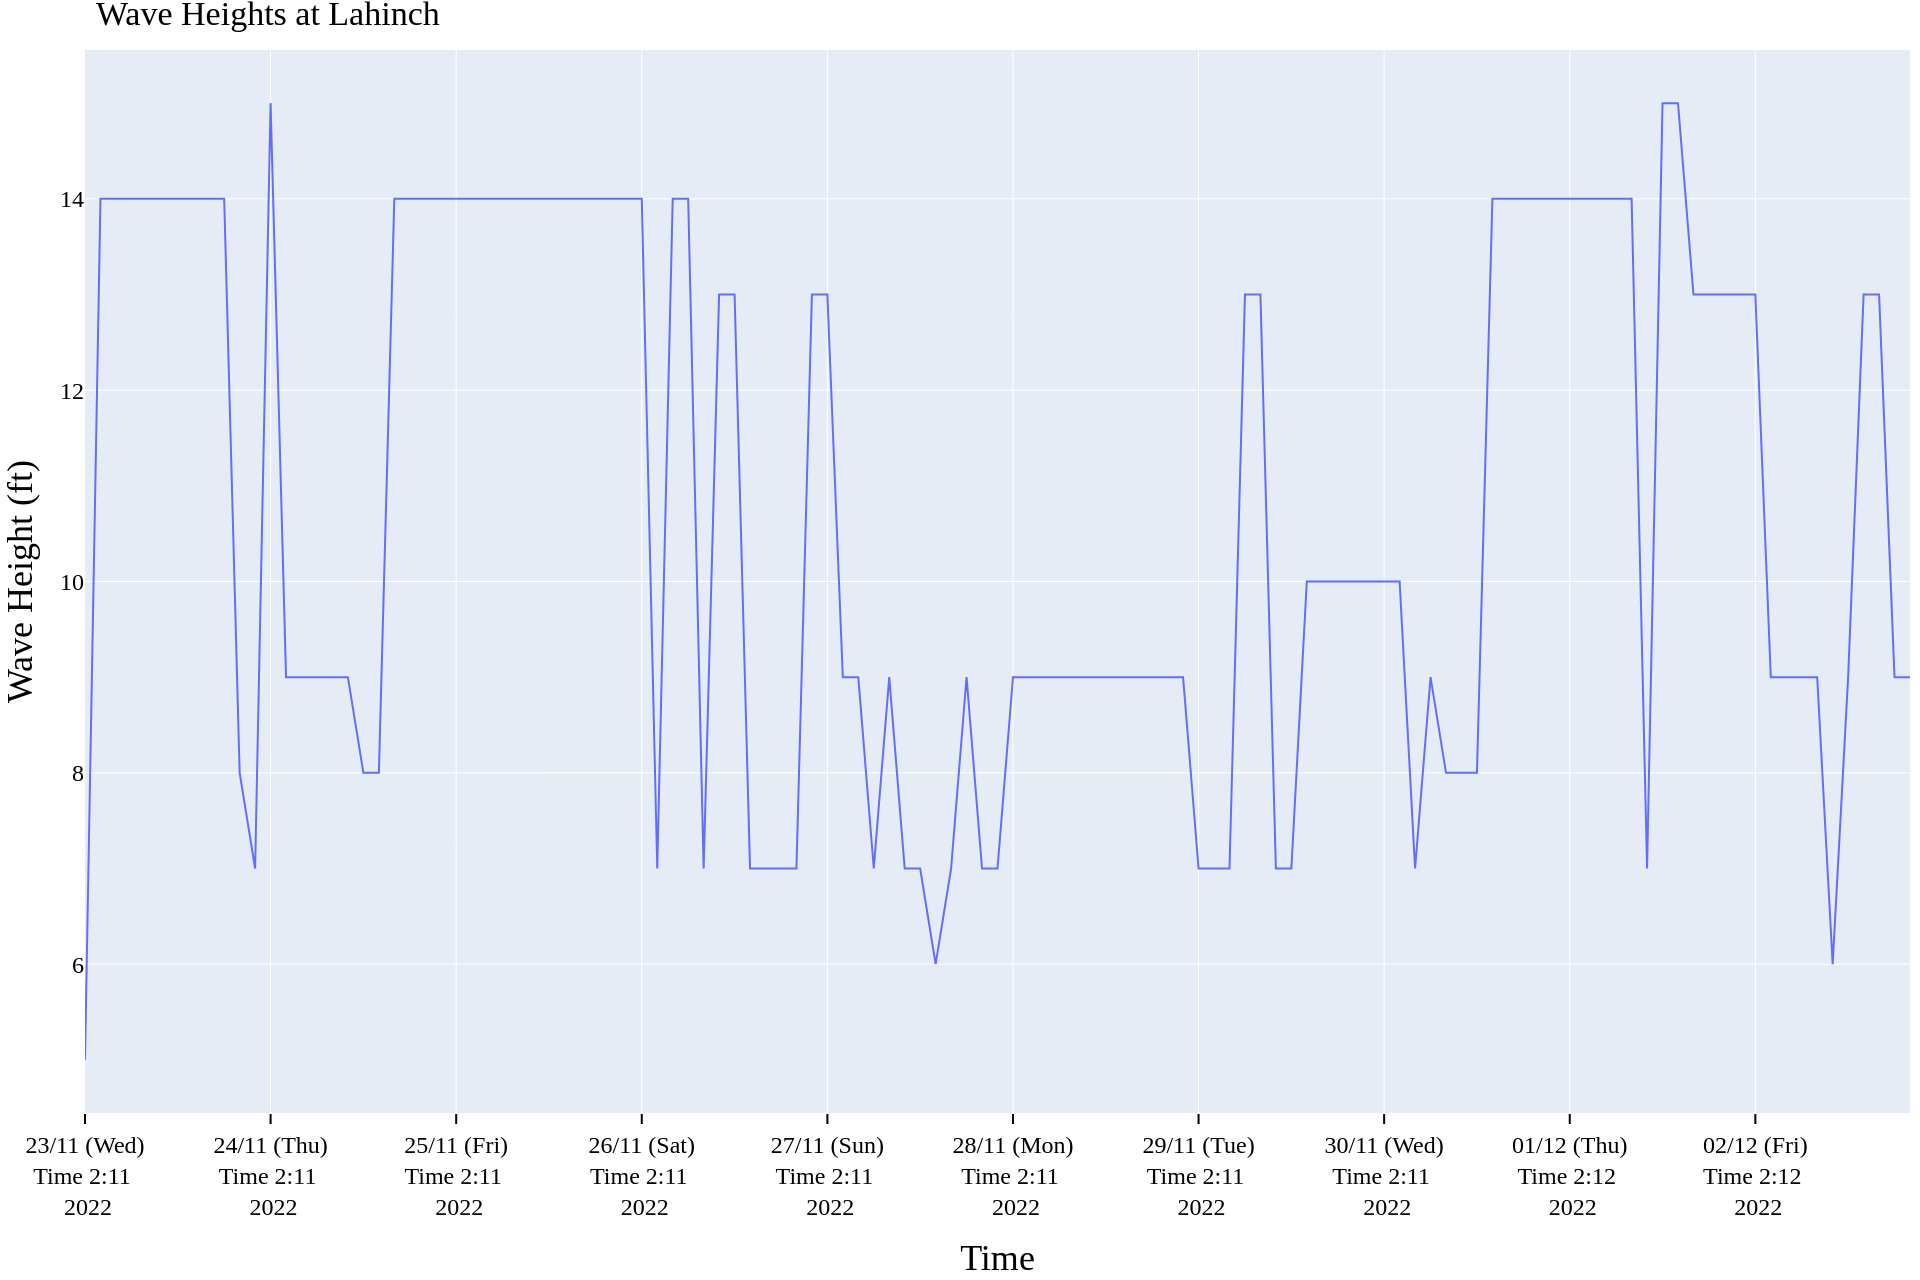 Wave Heights at Lahinch
Wave Height (ft)
14
12
10
8
6
23/11 (Wed)
Time 2:11
2022
24/11 (Thu)
Time 2:11
2022
25/11 (Fri)
Time 2:11
2022
26/11 (Sat)
Time 2:11
2022
27/11 (Sun)
Time 2:11
2022
28/11 (Mon)
Time 2:11
2022
29/11 (Tue)
Time 2:11
2022
30/11 (Wed)
Time 2:11
2022
01/12 (Thu)
Time 2:12
2022
02/12 (Fri)
Time 2:12
2022
Time